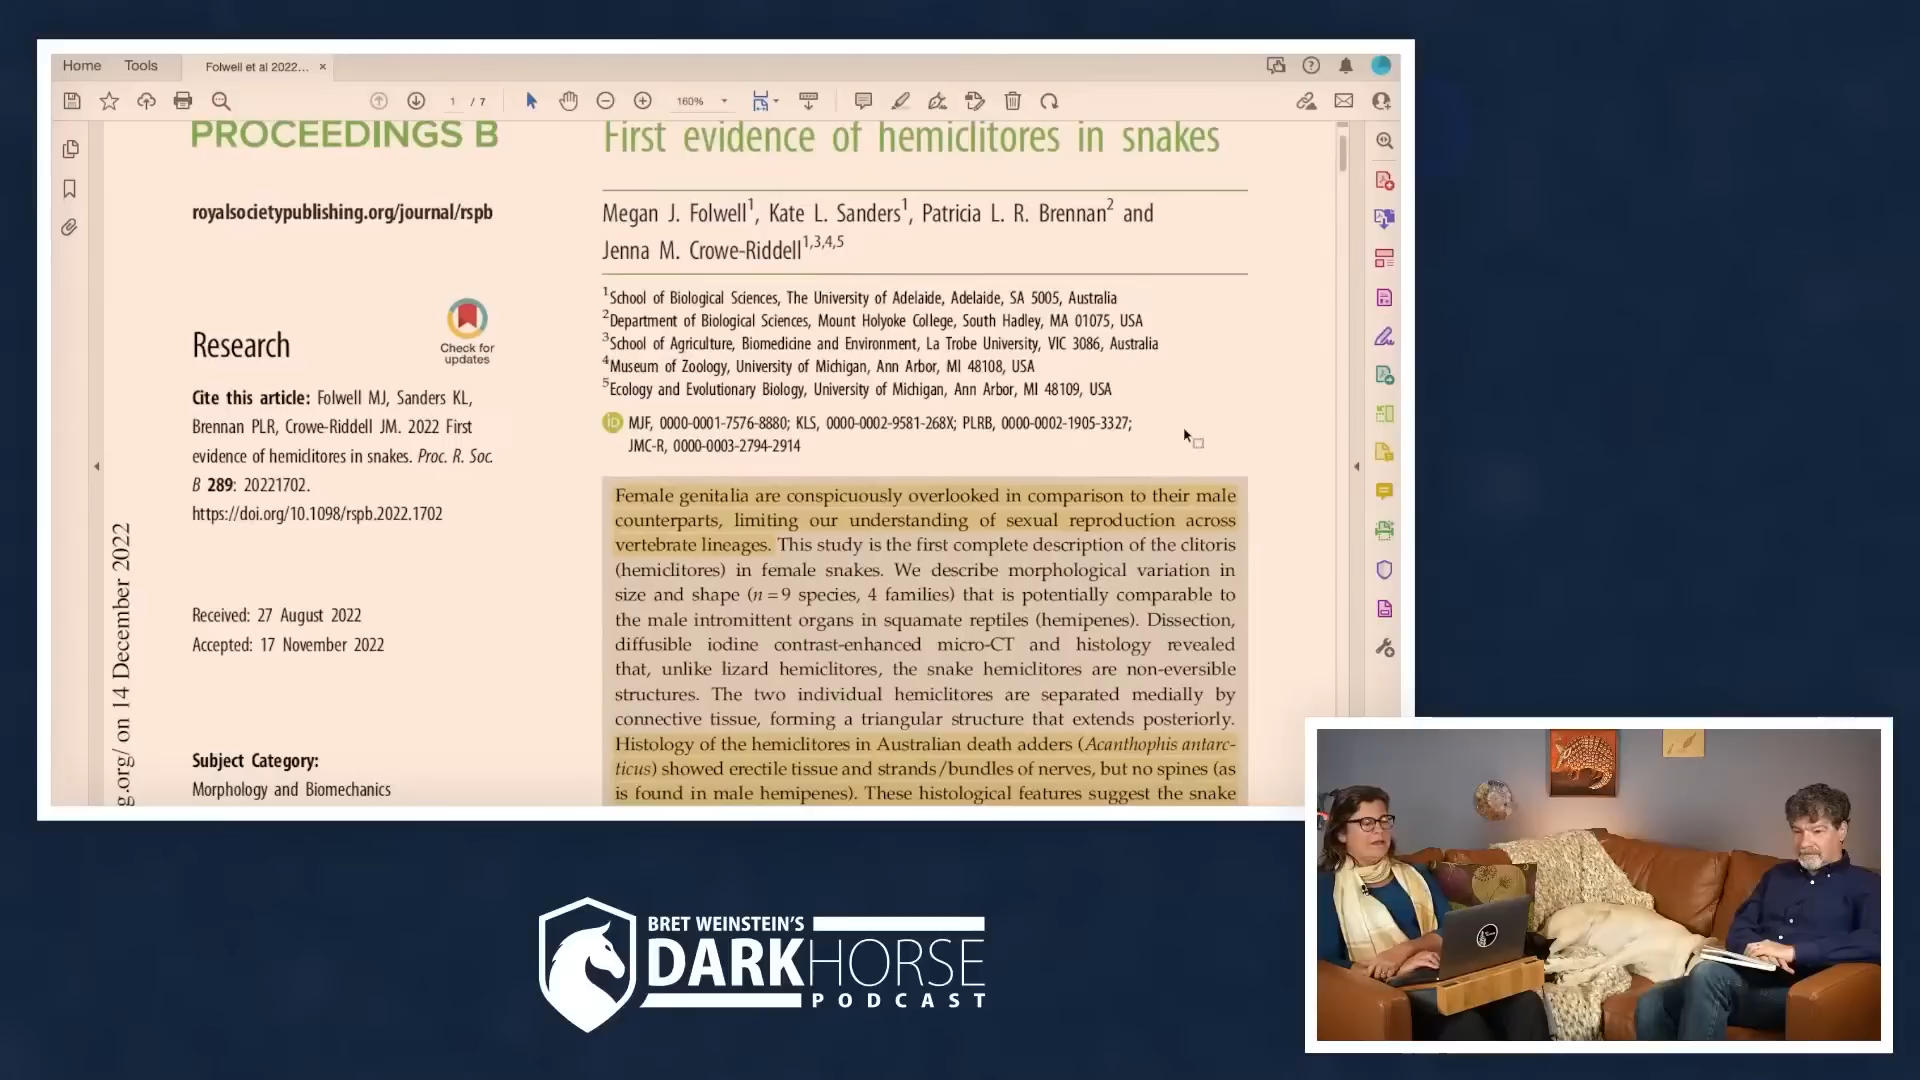 Home Tools Folwell et al 2022... ×
1 / 7 160%
PROCEEDINGS B
royalsocietypublishing.org/journal/rspb
Research
Check for
updates
Cite this article: Folwell MJ, Sanders KL,
Brennan PLR, Crowe-Riddell JM. 2022 First
evidence of hemiclitores in snakes. Proc. R. Soc.
B 289: 20221702.
https://doi.org/10.1098/rspb.2022.1702
Received: 27 August 2022
Accepted: 17 November 2022
Subject Category:
Morphology and Biomechanics
g.org/ on 14 December 2022
First evidence of hemiclitores in snakes
Megan J. Folwell1, Kate L. Sanders1, Patricia L. R. Brennan2 and
Jenna M. Crowe-Riddell1,3,4,5
1School of Biological Sciences, The University of Adelaide, Adelaide, SA 5005, Australia
2Department of Biological Sciences, Mount Holyoke College, South Hadley, MA 01075, USA
3School of Agriculture, Biomedicine and Environment, La Trobe University, VIC 3086, Australia
4Museum of Zoology, University of Michigan, Ann Arbor, MI 48108, USA
5Ecology and Evolutionary Biology, University of Michigan, Ann Arbor, MI 48109, USA
iD MJF, 0000-0001-7576-8880; KLS, 0000-0002-9581-268X; PLRB, 0000-0002-1905-3327;
JMC-R, 0000-0003-2794-2914
Female genitalia are conspicuously overlooked in comparison to their male
counterparts, limiting our understanding of sexual reproduction across
vertebrate lineages. This study is the first complete description of the clitoris
(hemiclitores) in female snakes. We describe morphological variation in
size and shape (n = 9 species, 4 families) that is potentially comparable to
the male intromittent organs in squamate reptiles (hemipenes). Dissection,
diffusible iodine contrast-enhanced micro-CT and histology revealed
that, unlike lizard hemiclitores, the snake hemiclitores are non-eversible
structures. The two individual hemiclitores are separated medially by
connective tissue, forming a triangular structure that extends posteriorly.
Histology of the hemiclitores in Australian death adders (Acanthophis antarc-
ticus) showed erectile tissue and strands/bundles of nerves, but no spines (as
is found in male hemipenes). These histological features suggest the snake
BRET WEINSTEIN'S
DARKHORSE
PODCAST